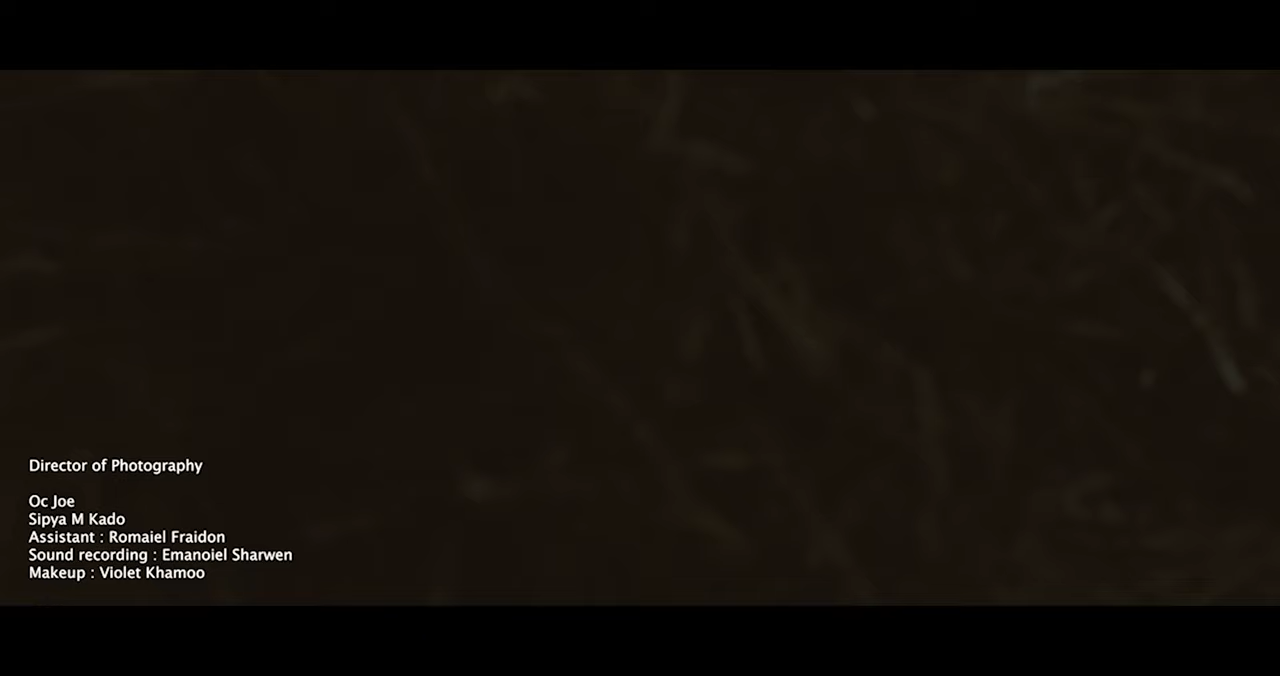 Director of Photography
Oc Joe
Sipya M Kado
Assistant : Romaiel Fraidon
Sound recording : Emanoiel Sharwen
Makeup : Violet Khamoo